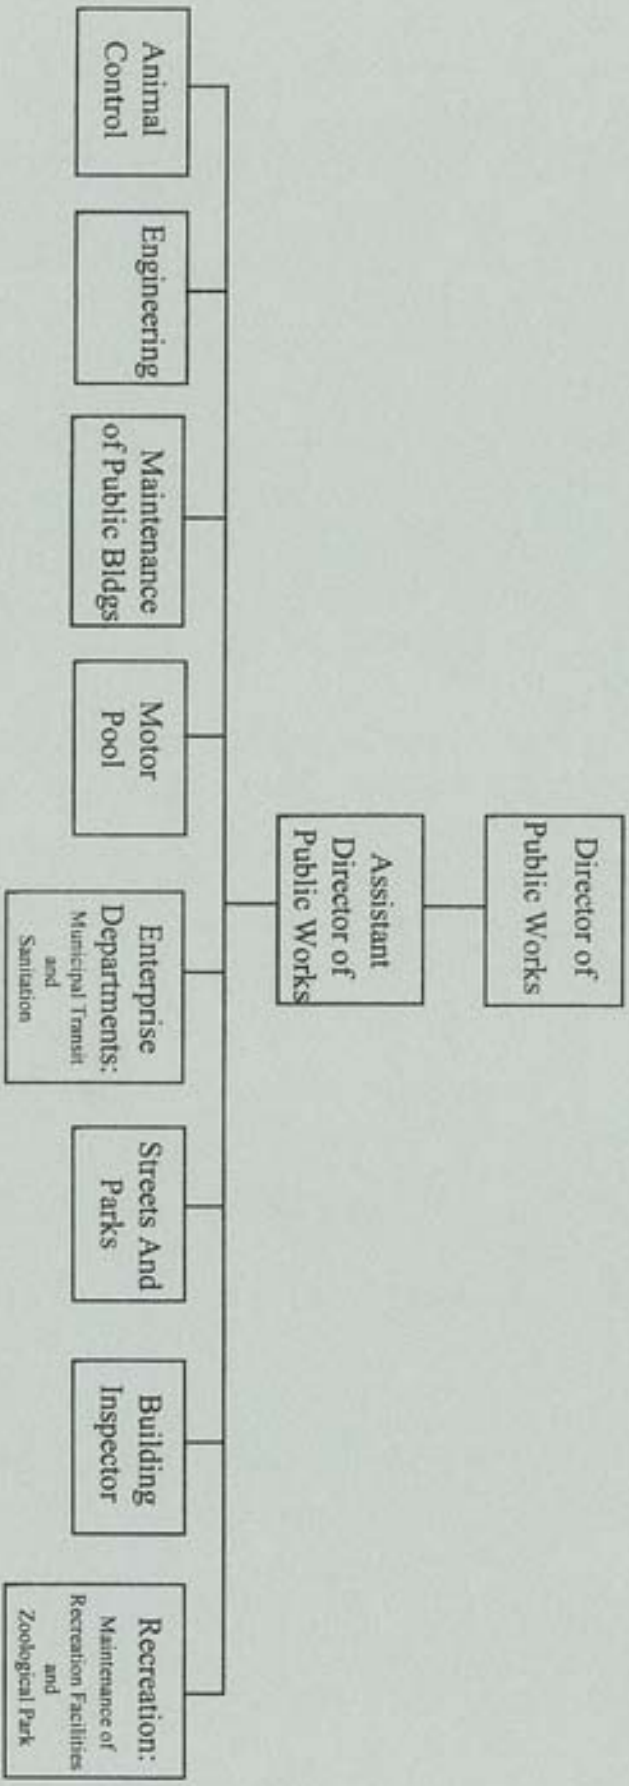 Director of
Public Works
Assistant
Director of
Public Works
Animal
Control
Engineering
Maintenance
of Public Bldgs
Motor
Pool
Enterprise
Departments:
Municipal Transit
and
Sanitation
Streets And
Parks
Building
Inspector
Recreation:
Maintenance of
Recreation Facilities
and
Zoological Park